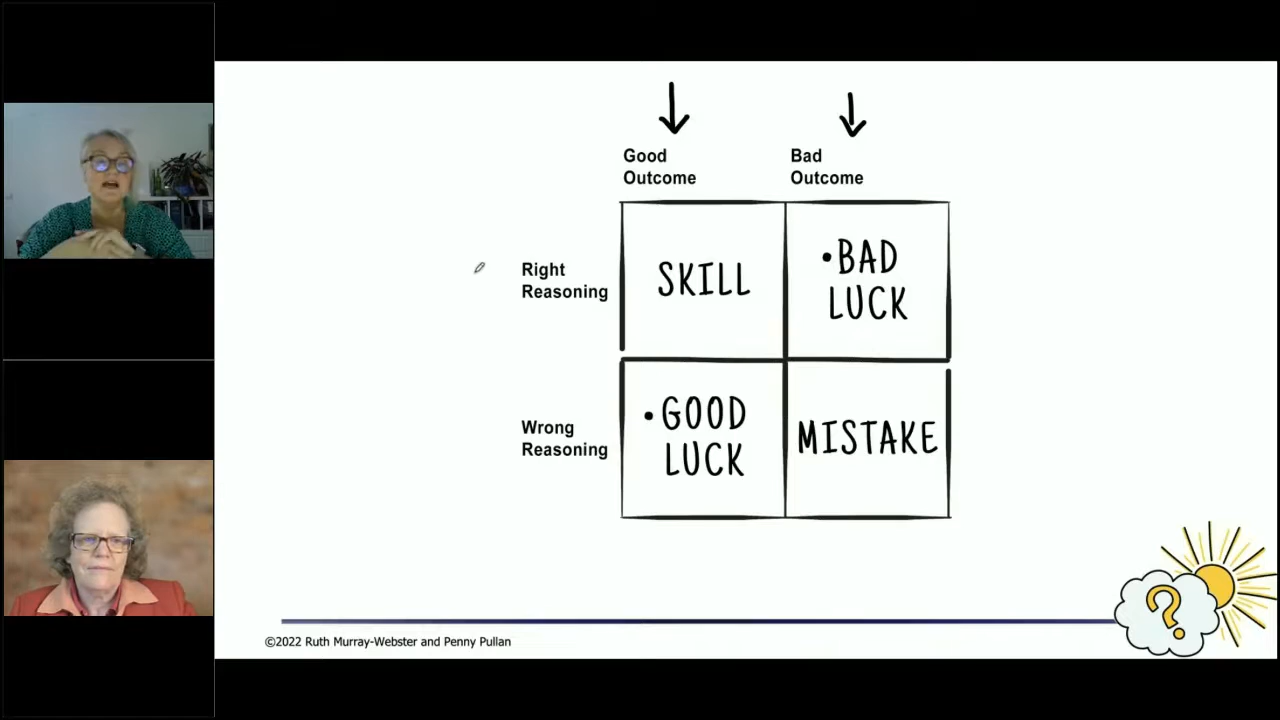 Good
Outcome
Bad
Outcome
Right
Reasoning
SKILL
•BAD
LUCK
Wrong
Reasoning
•GOOD
LUCK
MISTAKE
?
©2022 Ruth Murray-Webster and Penny Pullan